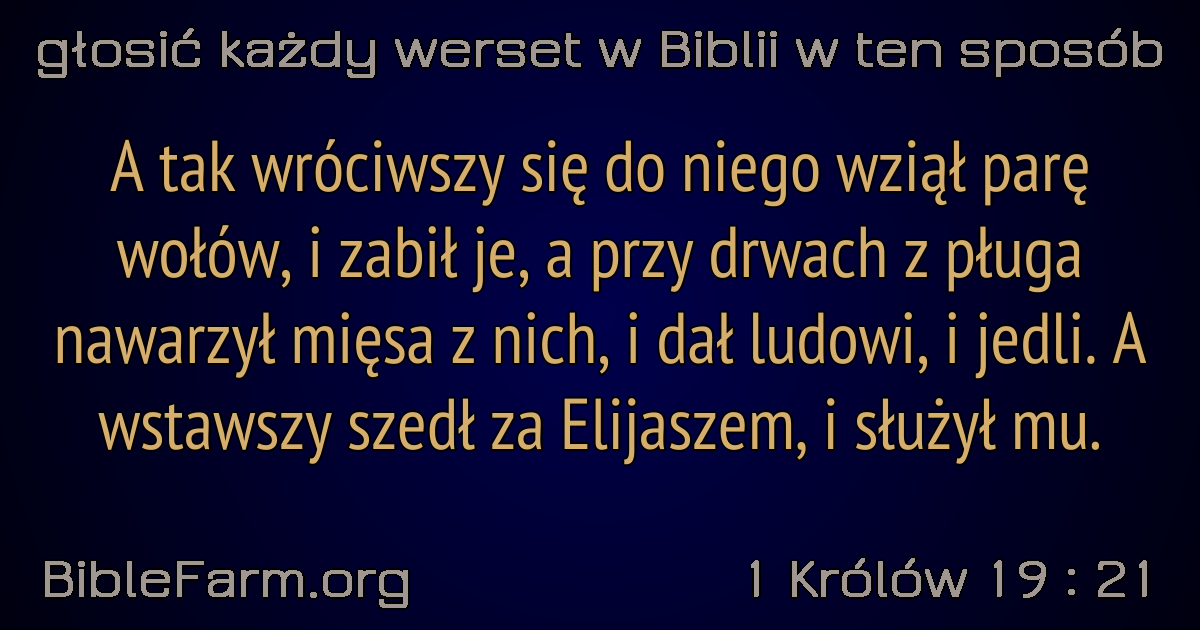 głosić każdy werset w Biblii w ten sposób
A tak wróciwszy się do niego wziął parę
wołów, i zabił je, a przy drwach z pługa
nawarzył mięsa z nich, i dał ludowi, i jedli. A
wstawszy szedł za Elijaszem, i służył mu.
BibleFarm.org
1 Królów 19 : 21